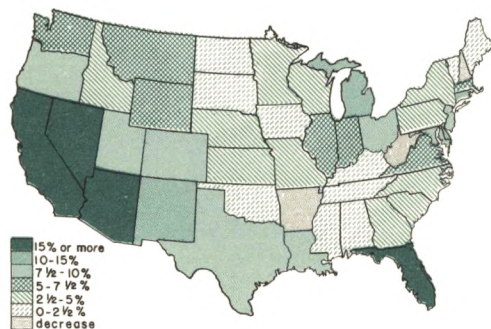 15% or more
10-15%
7 ½-10%
5-7 ½%
2 ½-5%
0-2 ½%
decrease